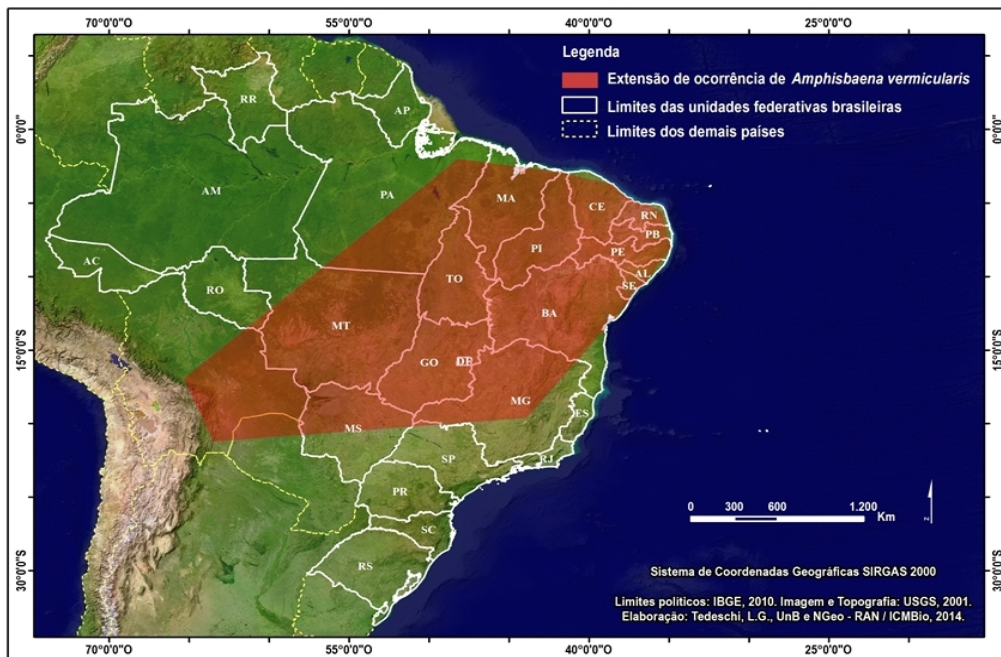 70°0'0"O 55°0'0"O 40°0'0"O 25°0'0"O
Legenda
Extensão de ocorrência de Amphisbaena vermicularis
Limites das unidades federativas brasileiras
Limites dos demais países
0°0'0"
0°0'0"
RR
AP
AM
PA
MA
CE
RN
PB
PI
PE
AC
AL
TO
SE
RO
BA
MT
15°0'0"S
15°0'0"S
GO
DF
MG
MS
ES
SP
RJ
PR
0 300 600 1.200
Km
z
SC
RS
30°0'0"S
30°0'0"S
Sistema de Coordenadas Geográficas SIRGAS 2000
Limites políticos: IBGE, 2010. Imagem e Topografia: USGS, 2001.
Elaboração: Tedeschi, L.G., UnB e NGeo - RAN / ICMBio, 2014.
70°0'0"O 55°0'0"O 40°0'0"O 25°0'0"O